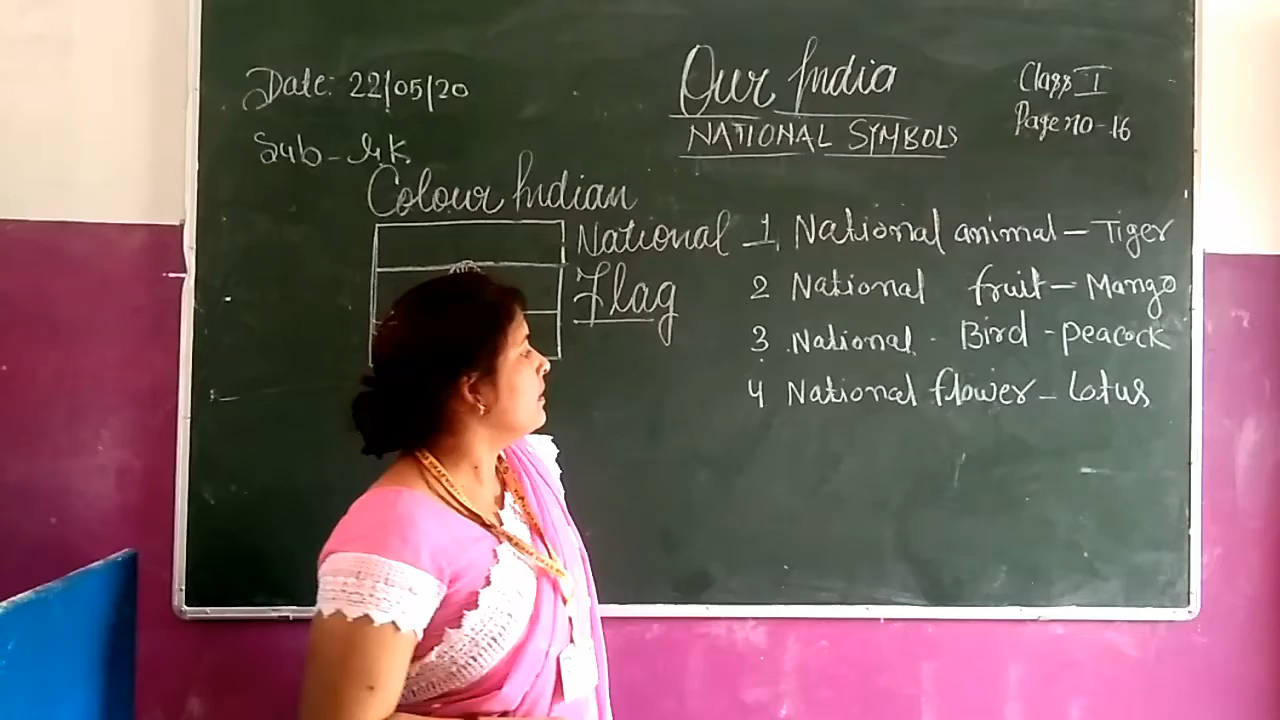 Date: 22/05/20
Sub - G.K
Our India
NATIONAL SYMBOLS
Class I
Page no - 16
Colour Indian
National
Flag
1, National animal - Tiger
2 National fruit - Mango
3 National - Bird - peacock
4 National flower - Lotus